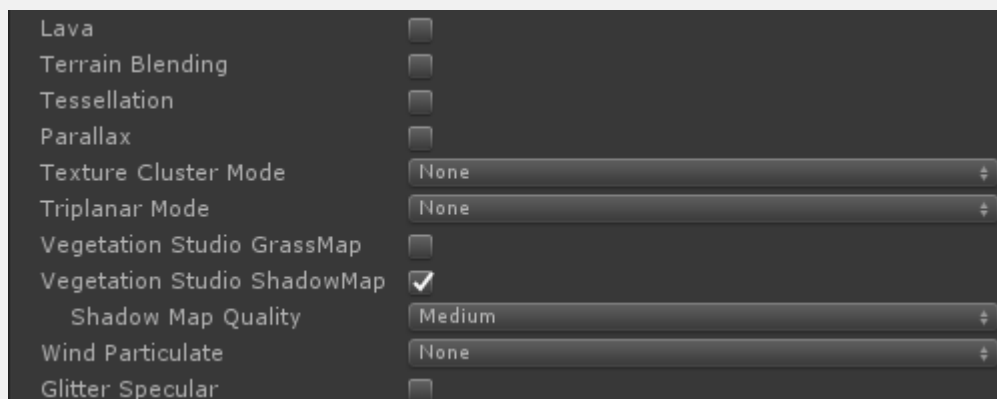 Lava
Terrain Blending
Tessellation
Parallax
Texture Cluster Mode None
Triplanar Mode None
Vegetation Studio GrassMap
Vegetation Studio ShadowMap
Shadow Map Quality Medium
Wind Particulate None
Glitter Specular